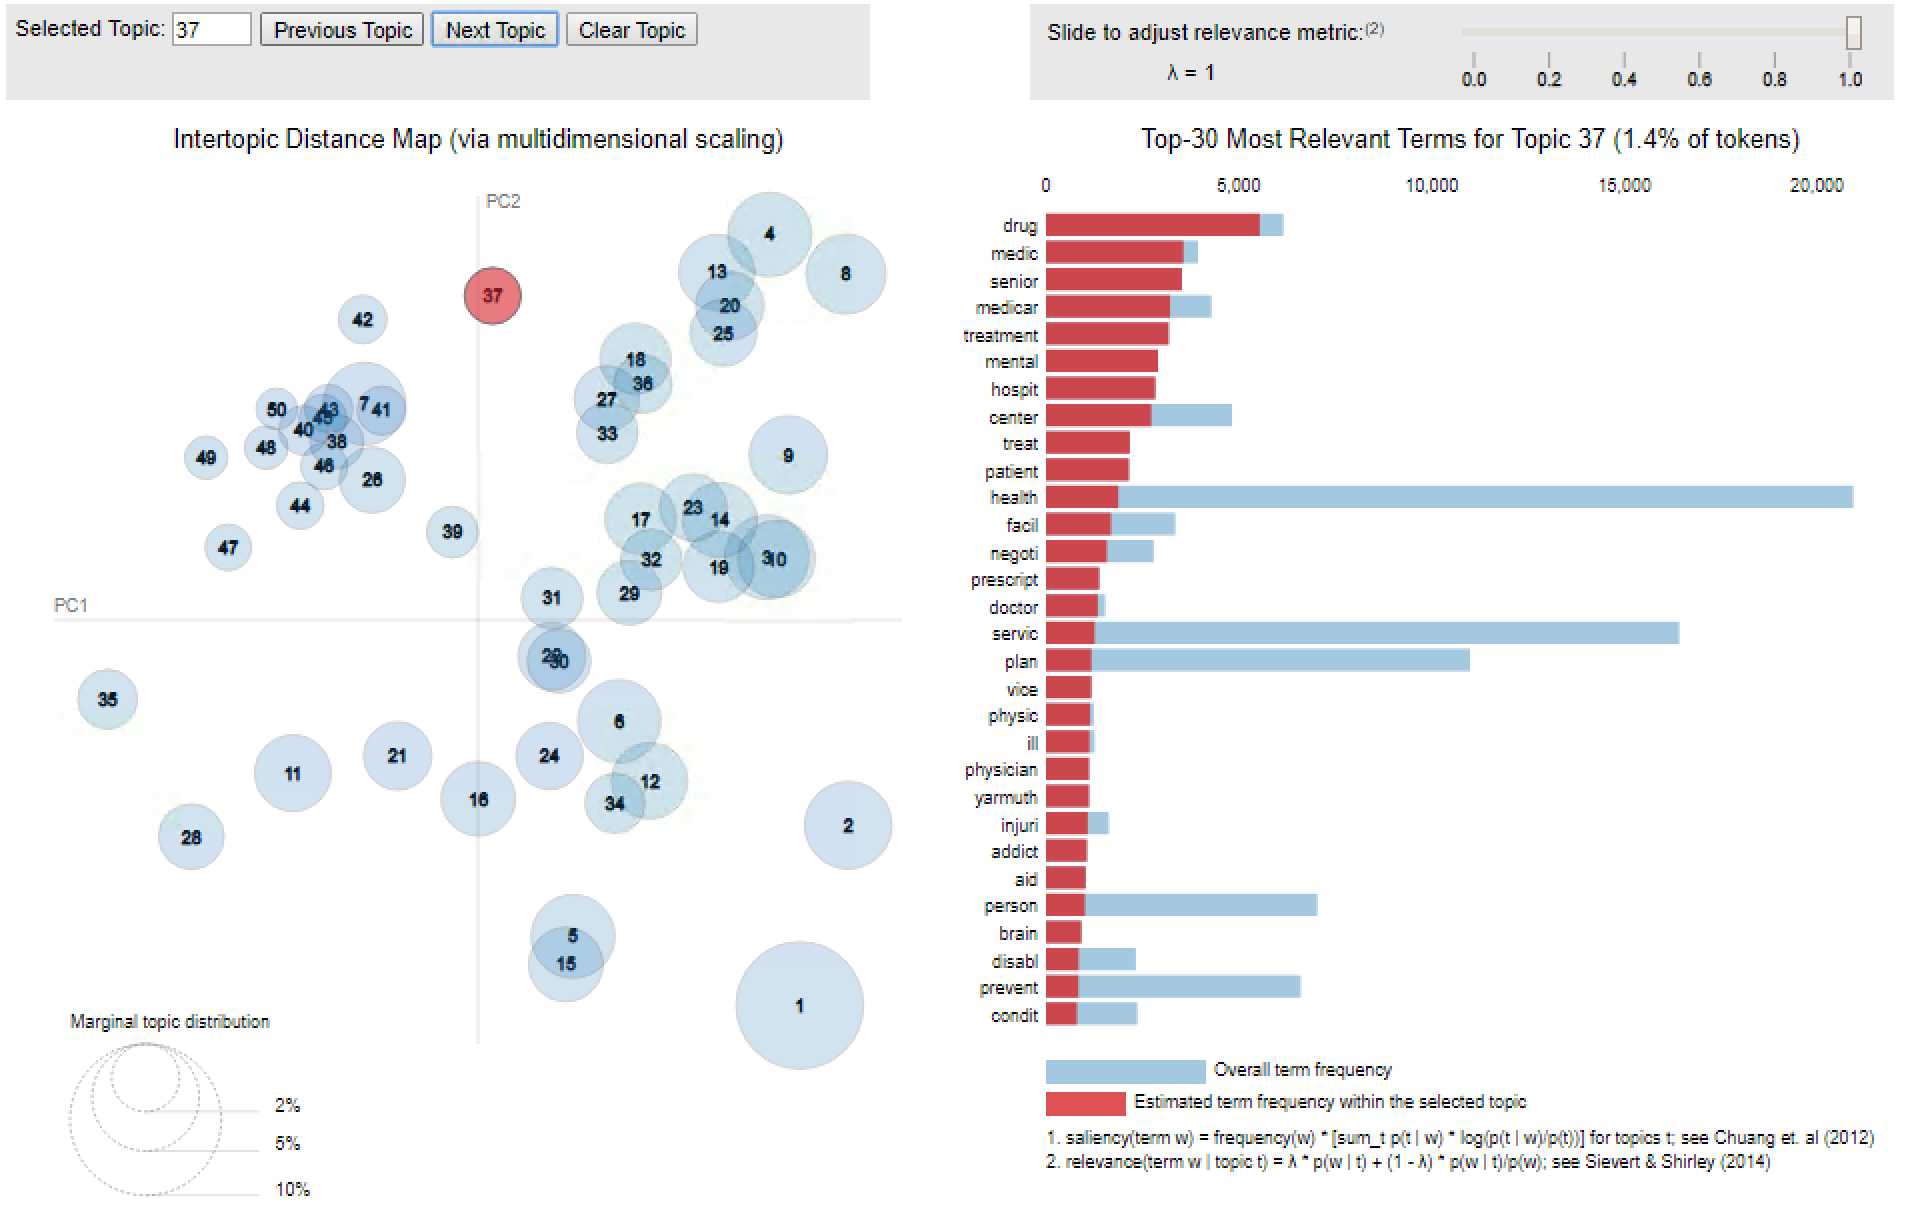 Selected Topic: 37 Previous Topic Next Topic Clear Topic
Slide to adjust relevance metric:(2)
λ = 1
0.0 0.2 0.4 0.6 0.8 1.0
Intertopic Distance Map (via multidimensional scaling)
PC2
PC1
4
8
13
20
25
37
42
18
36
27
33
50
43
45
7
41
40
38
48
49
46
26
44
47
39
9
23
17
14
32
19
3
10
29
31
29
30
35
6
24
21
11
16
12
34
28
2
5
15
1
Marginal topic distribution
2%
5%
10%
Top-30 Most Relevant Terms for Topic 37 (1.4% of tokens)
0 5,000 10,000 15,000 20,000
drug
medic
senior
medicar
treatment
mental
hospit
center
treat
patient
health
facil
negoti
prescript
doctor
servic
plan
vice
physic
ill
physician
yarmuth
injuri
addict
aid
person
brain
disabl
prevent
condit
Overall term frequency
Estimated term frequency within the selected topic
1. saliency(term w) = frequency(w) * [sum_t p(t | w) * log(p(t | w)/p(t))] for topics t; see Chuang et. al (2012)
2. relevance(term w | topic t) = λ * p(w | t) + (1 - λ) * p(w | t)/p(w); see Sievert & Shirley (2014)